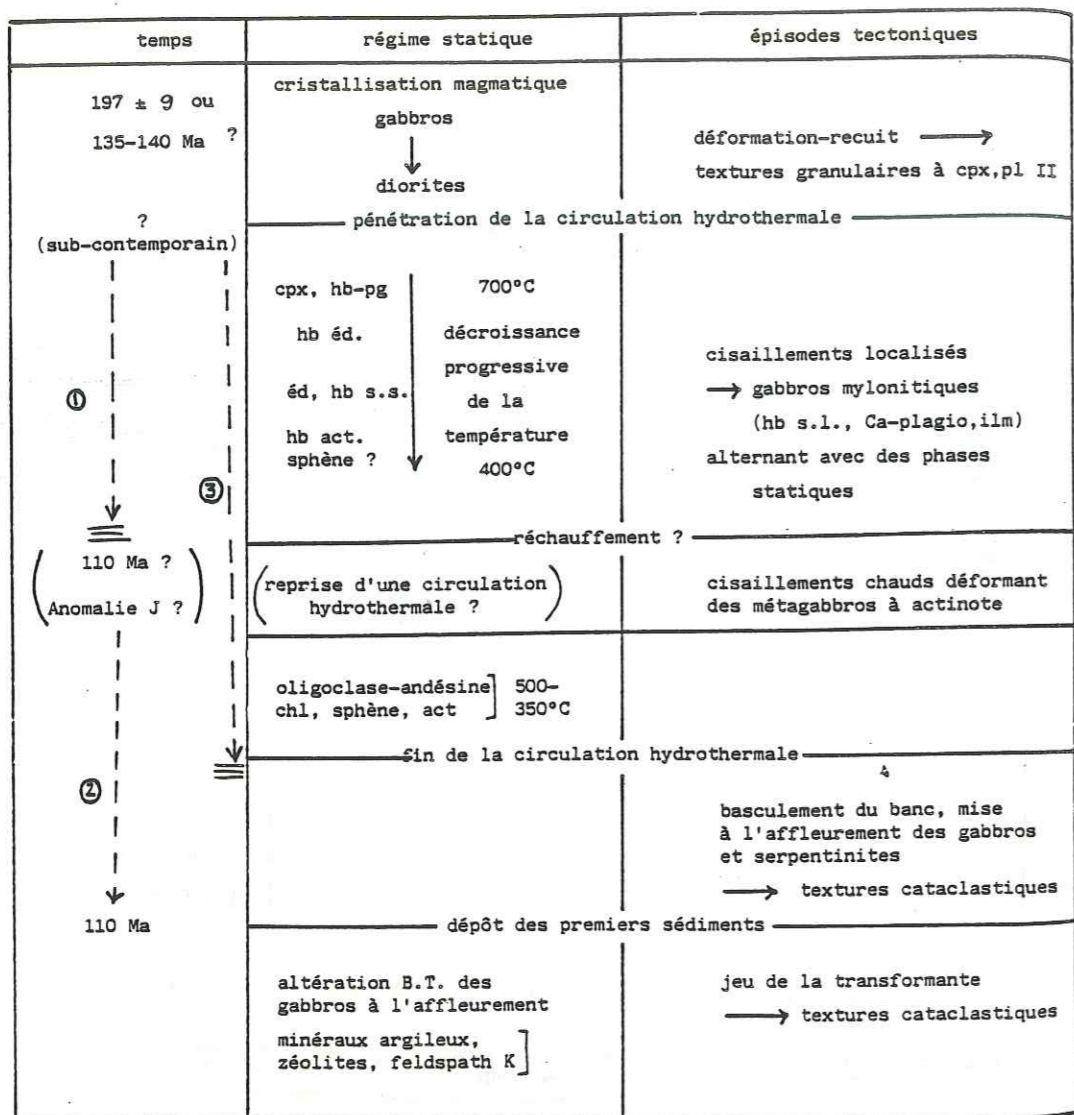 temps
régime statique
épisodes tectoniques
197 ± 9 ou
135-140 Ma ?
cristallisation magmatique
gabbros
diorites
déformation-recuit
textures granulaires à cpx,pl II
?
(sub-contemporain)
pénétration de la circulation hydrothermale
①
③
cpx, hb-pg 700°C
hb éd. décroissance
progressive
éd, hb s.s. de la
hb act. température
sphène ? 400°C
cisaillements localisés
→ gabbros mylonitiques
(hb s.l., Ca-plagio,ilm)
alternant avec des phases
statiques
réchauffement ?
110 Ma ?
Anomalie J ?
(reprise d'une circulation
hydrothermale ?)
cisaillements chauds déformant
des métagabbros à actinote
oligoclase-andésine] 500-
chl, sphène, act ] 350°C
fin de la circulation hydrothermale
②
basculement du banc, mise
à l'affleurement des gabbros
et serpentinites
→ textures cataclastiques
110 Ma
dépôt des premiers sédiments
altération B.T. des
gabbros à l'affleurement
minéraux argileux,
zéolites, feldspath K
jeu de la transformante
→ textures cataclastiques